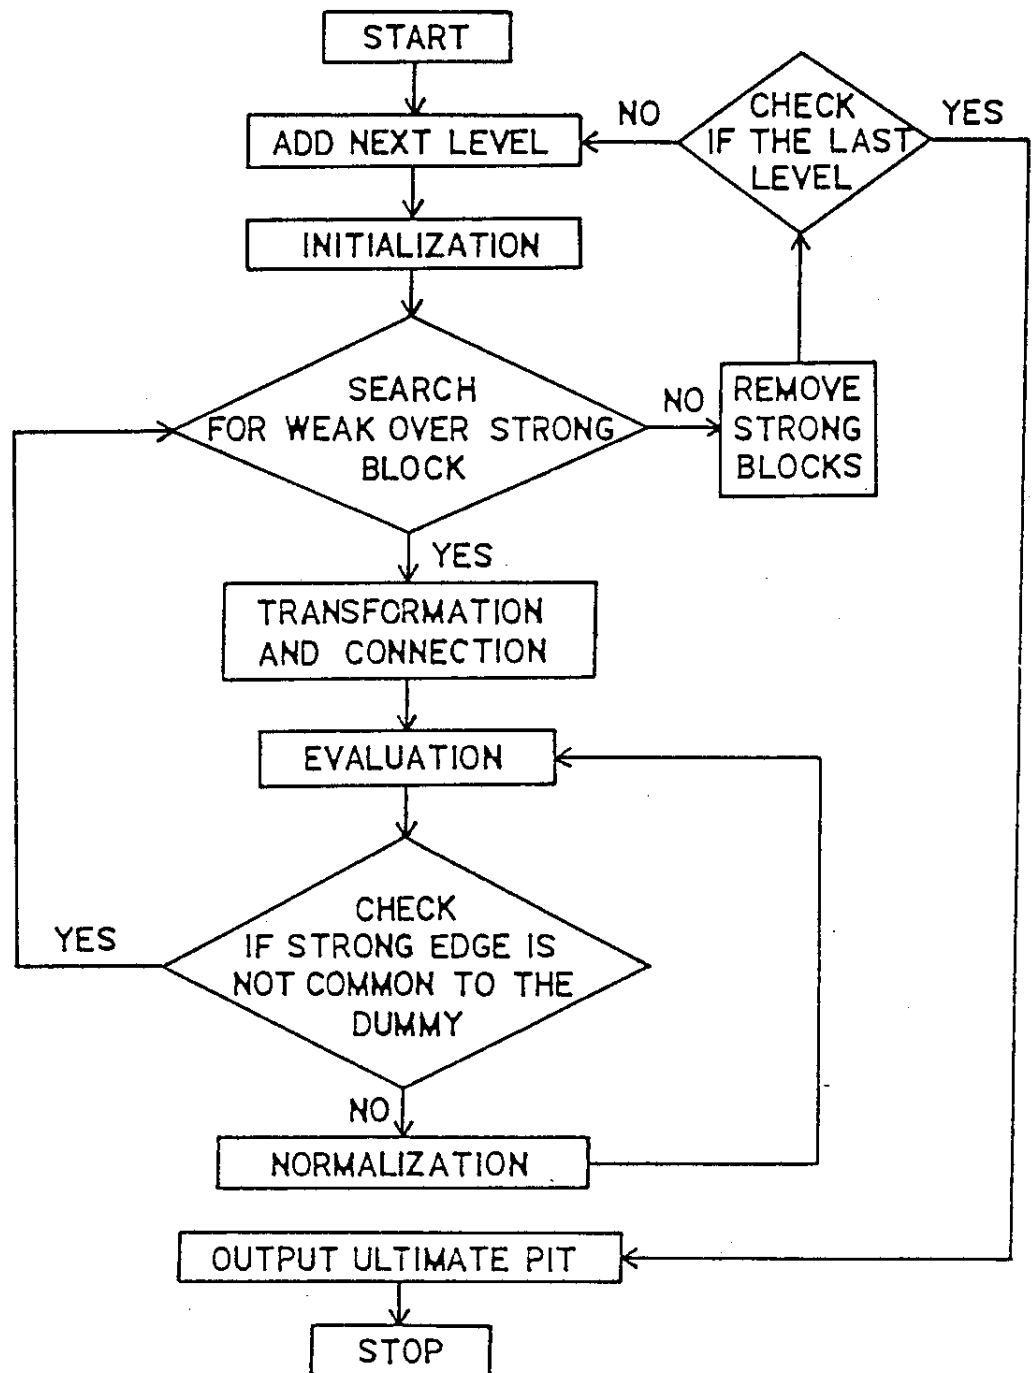 START
ADD NEXT LEVEL
NO
CHECK
IF THE LAST
LEVEL
YES
INITIALIZATION
SEARCH
FOR WEAK OVER STRONG
BLOCK
NO
REMOVE
STRONG
BLOCKS
YES
TRANSFORMATION
AND CONNECTION
EVALUATION
CHECK
IF STRONG EDGE IS
NOT COMMON TO THE
DUMMY
YES
NO
NORMALIZATION
OUTPUT ULTIMATE PIT
STOP